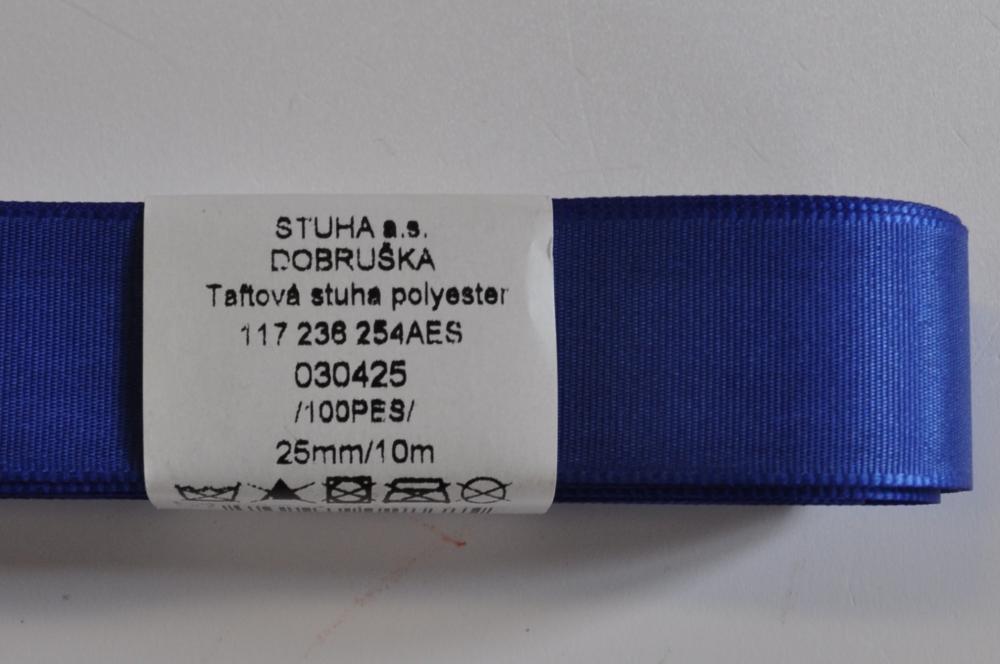 STUHA a.s.
DOBRUŠKA
Taftová stuha polyester
117 236 254AES
030425
/100PES/
25mm/10m